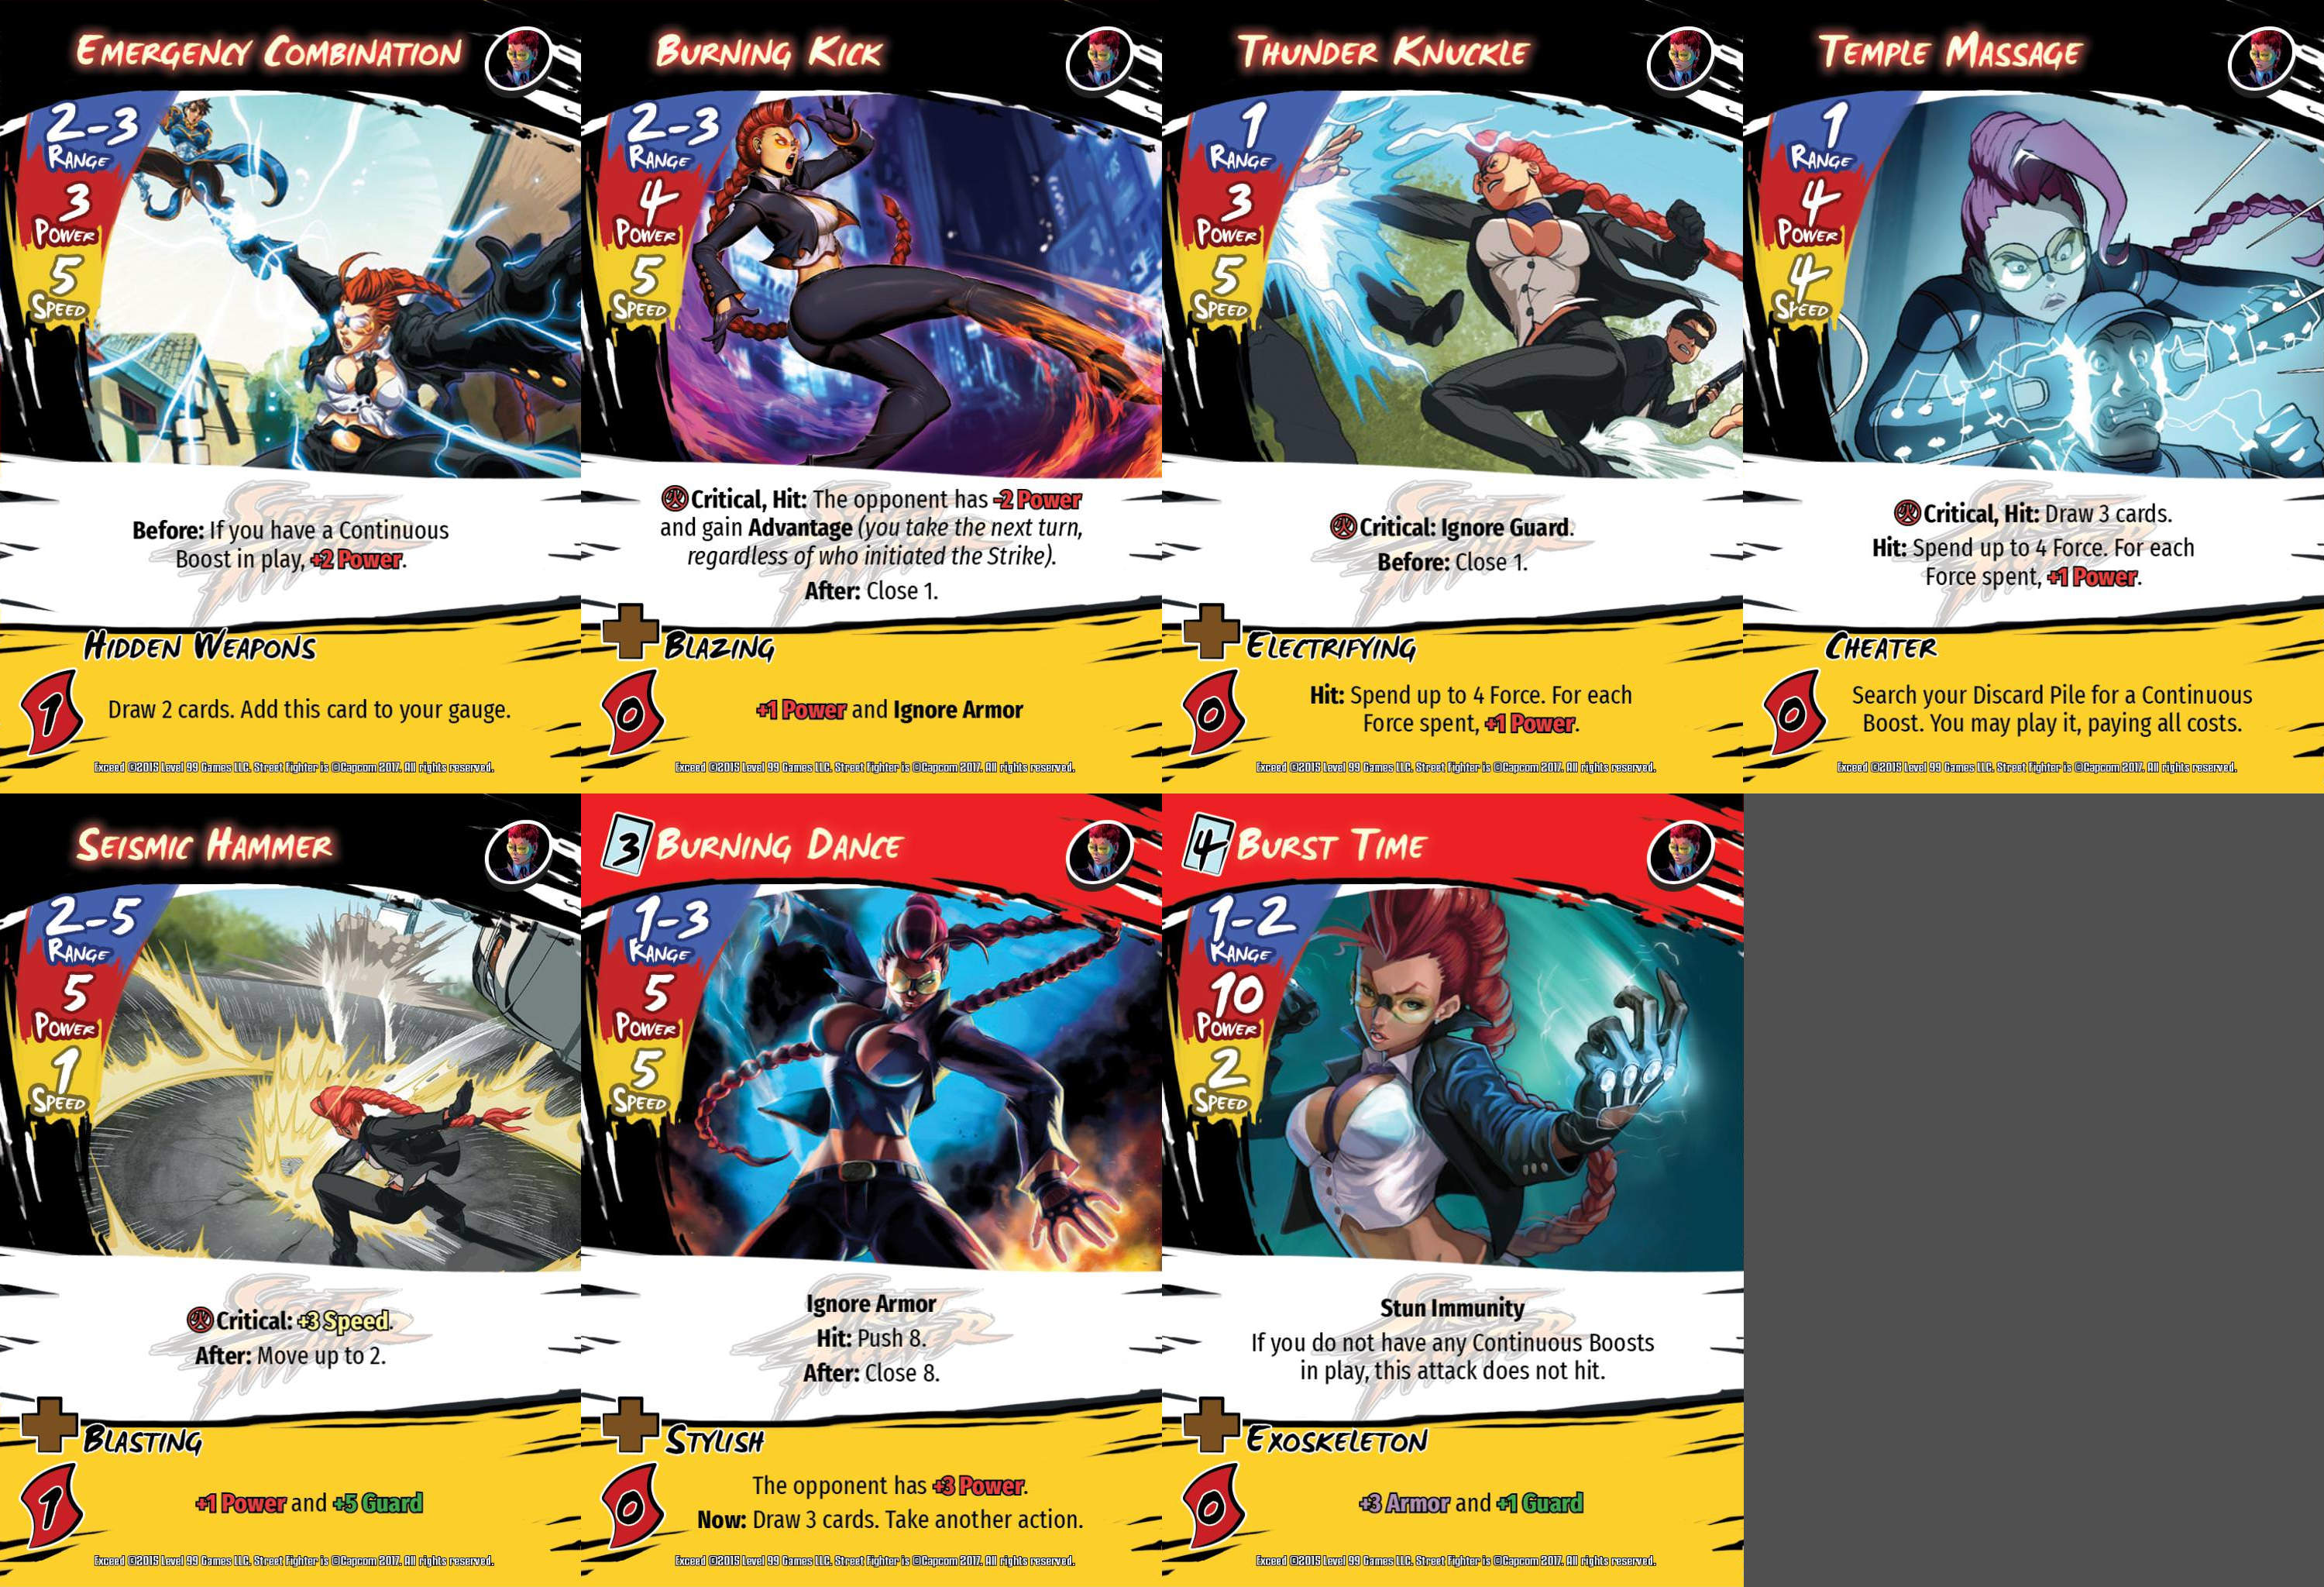 EMERGENCY COMBINATION
2-3
RANGE
3
POWER
5
SPEED
Before: If you have a Continuous
Boost in play, +2 Power.
HIDDEN WEAPONS
1
Draw 2 cards. Add this card to your gauge.
Exceed ©2015 Level 99 Games LLC. Street Fighter is ©Capcom 2017. All rights reserved.
BURNING KICK
2-3
RANGE
4
POWER
5
SPEED
Critical, Hit: The opponent has -2 Power
and gain Advantage (you take the next turn,
regardless of who initiated the Strike).
After: Close 1.
BLAZING
0
+1 Power and Ignore Armor
Exceed ©2015 Level 99 Games LLC. Street Fighter is ©Capcom 2017. All rights reserved.
THUNDER KNUCKLE
1
RANGE
3
POWER
5
SPEED
Critical: Ignore Guard.
Before: Close 1.
ELECTRIFYING
0
Hit: Spend up to 4 Force. For each
Force spent, +1 Power.
Exceed ©2015 Level 99 Games LLC. Street Fighter is ©Capcom 2017. All rights reserved.
TEMPLE MASSAGE
1
RANGE
4
POWER
4
SPEED
Critical, Hit: Draw 3 cards.
Hit: Spend up to 4 Force. For each
Force spent, +1 Power.
CHEATER
0
Search your Discard Pile for a Continuous
Boost. You may play it, paying all costs.
Exceed ©2015 Level 99 Games LLC. Street Fighter is ©Capcom 2017. All rights reserved.
SEISMIC HAMMER
2-5
RANGE
5
POWER
1
SPEED
Critical: +3 Speed.
After: Move up to 2.
BLASTING
1
+1 Power and +5 Guard
Exceed ©2015 Level 99 Games LLC. Street Fighter is ©Capcom 2017. All rights reserved.
3 BURNING DANCE
1-3
RANGE
5
POWER
5
SPEED
Ignore Armor
Hit: Push 8.
After: Close 8.
STYLISH
0
The opponent has +3 Power.
Now: Draw 3 cards. Take another action.
Exceed ©2015 Level 99 Games LLC. Street Fighter is ©Capcom 2017. All rights reserved.
4 BURST TIME
1-2
RANGE
10
POWER
2
SPEED
Stun Immunity
If you do not have any Continuous Boosts
in play, this attack does not hit.
EXOSKELETON
0
+3 Armor and +1 Guard
Exceed ©2015 Level 99 Games LLC. Street Fighter is ©Capcom 2017. All rights reserved.